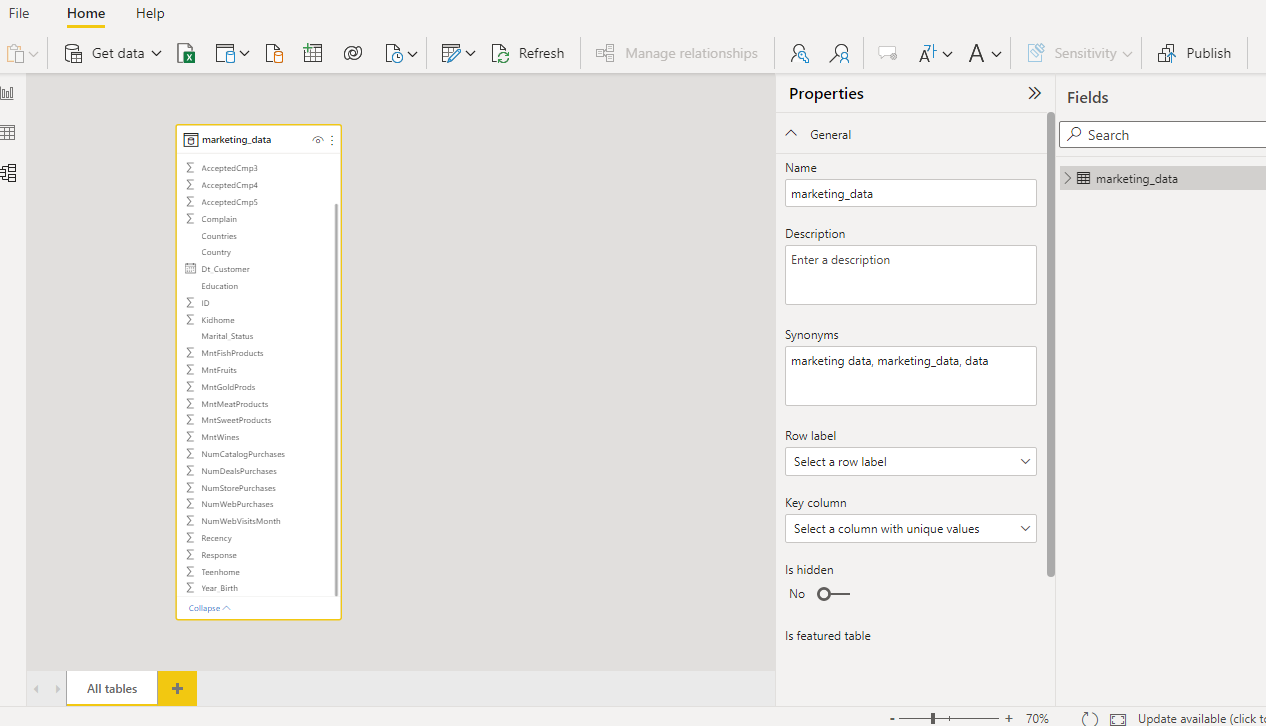 File Home Help
Get data Refresh Manage relationships Sensitivity Publish
marketing_data
AcceptedCmp3
AcceptedCmp4
AcceptedCmp5
Complain
Countries
Country
Dt_Customer
Education
ID
Kidhome
Marital_Status
MntFishProducts
MntFruits
MntGoldProds
MntMeatProducts
MntSweetProducts
MntWines
NumCatalogPurchases
NumDealsPurchases
NumStorePurchases
NumWebPurchases
NumWebVisitsMonth
Recency
Response
Teenhome
Year_Birth
Collapse
Properties
General
Name
marketing_data
Description
Enter a description
Synonyms
marketing data, marketing_data, data
Row label
Select a row label
Key column
Select a column with unique values
Is hidden
No
Is featured table
Fields
Search
marketing_data
All tables
- + 70% Update available (click to